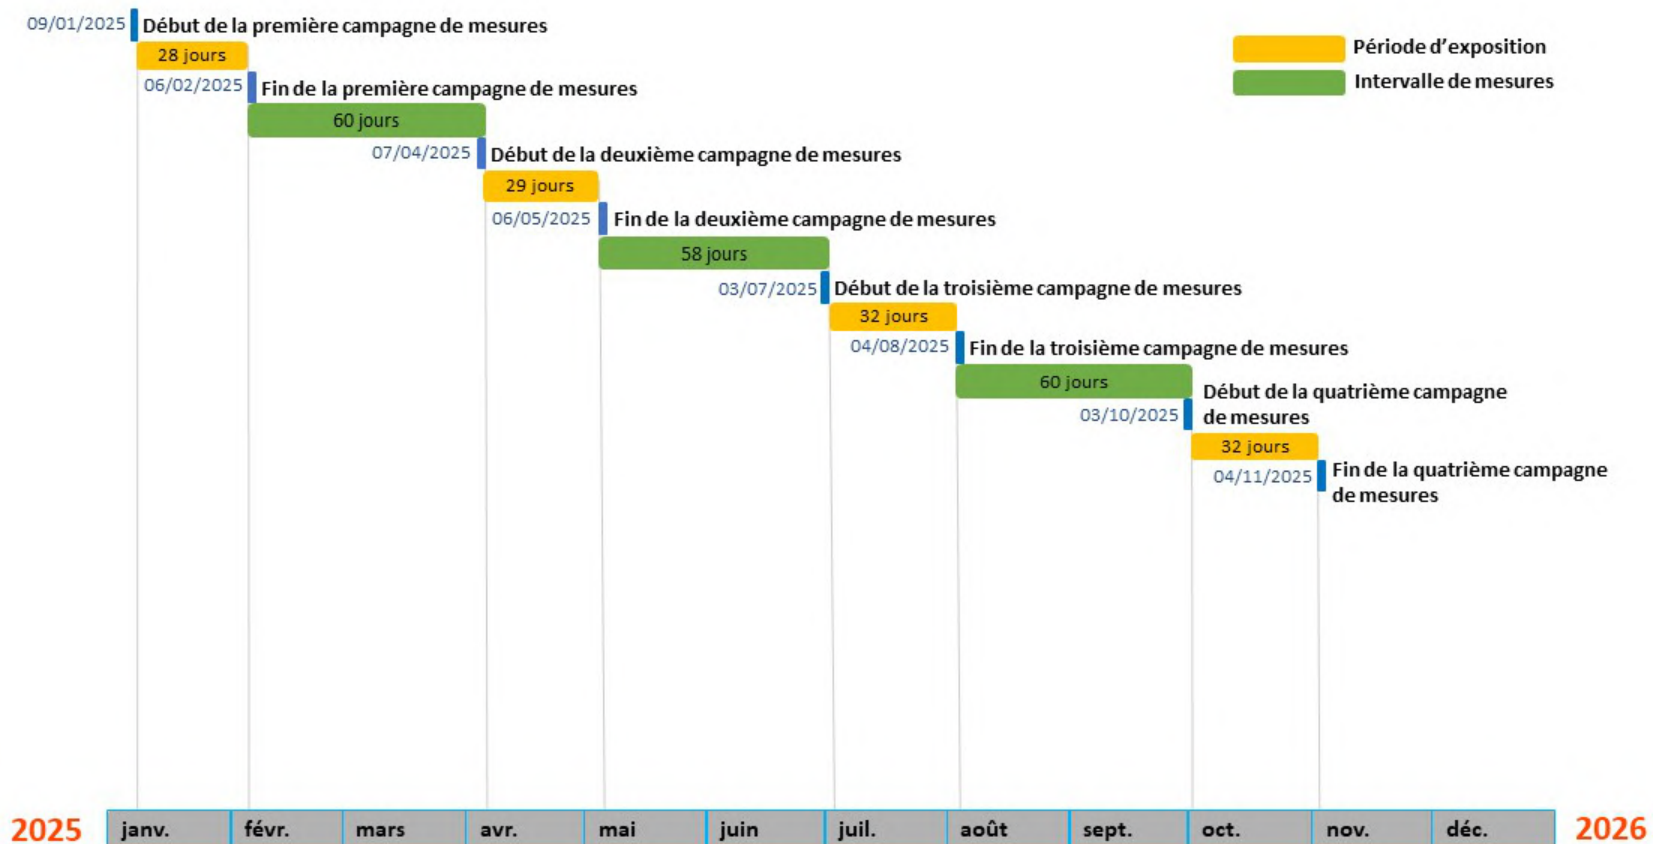 09/01/2025 Début de la première campagne de mesures
28 jours
06/02/2025 Fin de la première campagne de mesures
60 jours
07/04/2025 Début de la deuxième campagne de mesures
29 jours
06/05/2025 Fin de la deuxième campagne de mesures
58 jours
03/07/2025 Début de la troisième campagne de mesures
32 jours
04/08/2025 Fin de la troisième campagne de mesures
60 jours
03/10/2025 Début de la quatrième campagne
de mesures
32 jours
04/11/2025 Fin de la quatrième campagne
de mesures
Période d'exposition
Intervalle de mesures
2025 janv. févr. mars avr. mai juin juil. août sept. oct. nov. déc. 2026